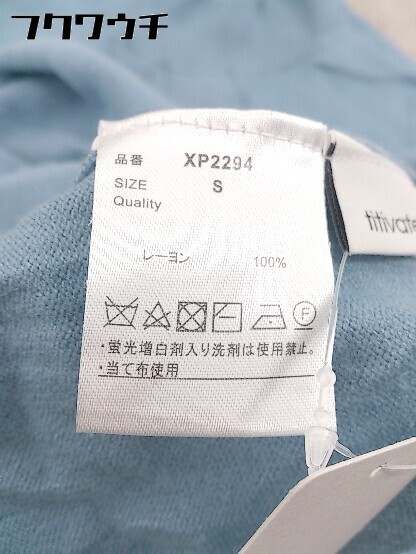 フクワウチ
品番 XP2294
SIZE S
Quality
レーヨン 100%
F
・蛍光増白剤入り洗剤は使用禁止。
・当て布使用
titivate